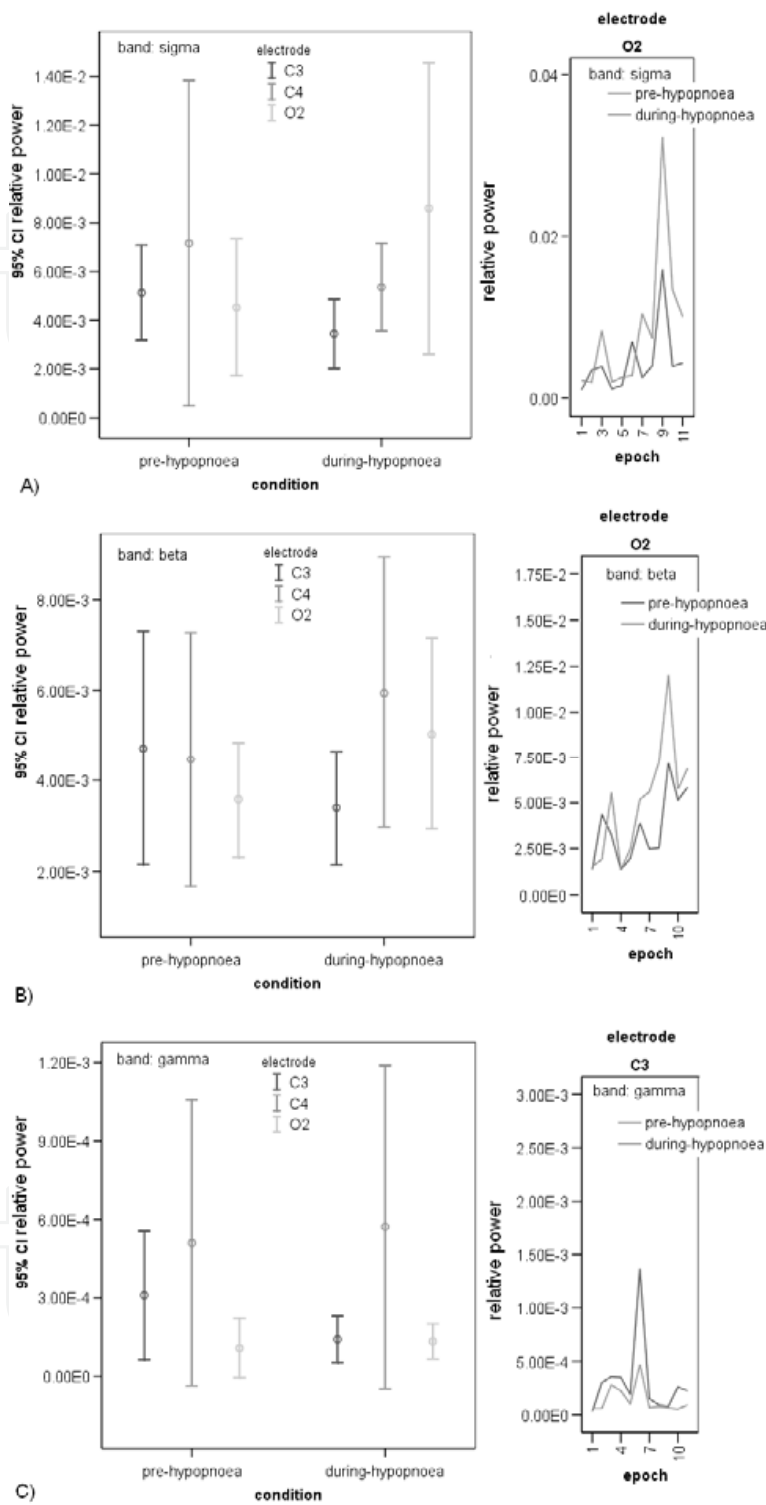 band: sigma
electrode
C3
C4
O2
1.40E-2
1.20E-2
1.00E-2
8.00E-3
6.00E-3
4.00E-3
2.00E-3
0.00E0
95% CI relative power
pre-hypopnoea
during-hypopnoea
condition
electrode
O2
band: sigma
pre-hypopnoea
during-hypopnoea
0.04
0.02
0.00
relative power
1 3 5 7 9 11
epoch
A)
band: beta
electrode
C3
C4
O2
8.00E-3
6.00E-3
4.00E-3
2.00E-3
95% CI relative power
pre-hypopnoea
during-hypopnoea
condition
electrode
O2
band: beta
pre-hypopnoea
during-hypopnoea
1.75E-2
1.50E-2
1.25E-2
1.00E-2
7.50E-3
5.00E-3
2.50E-3
0.00E0
relative power
1 4 7 10
epoch
B)
band: gamma
electrode
C3
C4
O2
1.20E-3
9.00E-4
6.00E-4
3.00E-4
0.00E0
95% CI relative power
pre-hypopnoea
during-hypopnoea
condition
electrode
C3
band: gamma
pre-hypopnoea
during-hypopnoea
3.00E-3
2.50E-3
2.00E-3
1.50E-3
1.00E-3
5.00E-4
0.00E0
relative power
1 4 7 10
epoch
C)